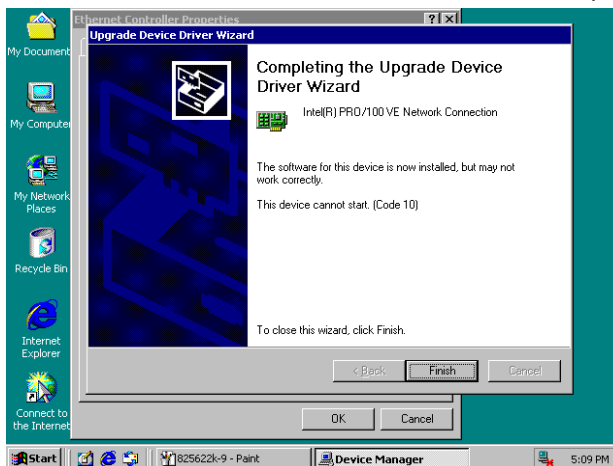 Ethernet Controller Properties
Upgrade Device Driver Wizard
My Document
My Computer
My Network
Places
Recycle Bin
Internet
Explorer
Connect to
the Internet
Completing the Upgrade Device
Driver Wizard
Intel(R) PRO/100 VE Network Connection
The software for this device is now installed, but may not
work correctly.
This device cannot start. (Code 10)
To close this wizard, click Finish.
< Back
Finish
Cancel
OK
Cancel
Start
825622k-9 - Paint
Device Manager
5:09 PM